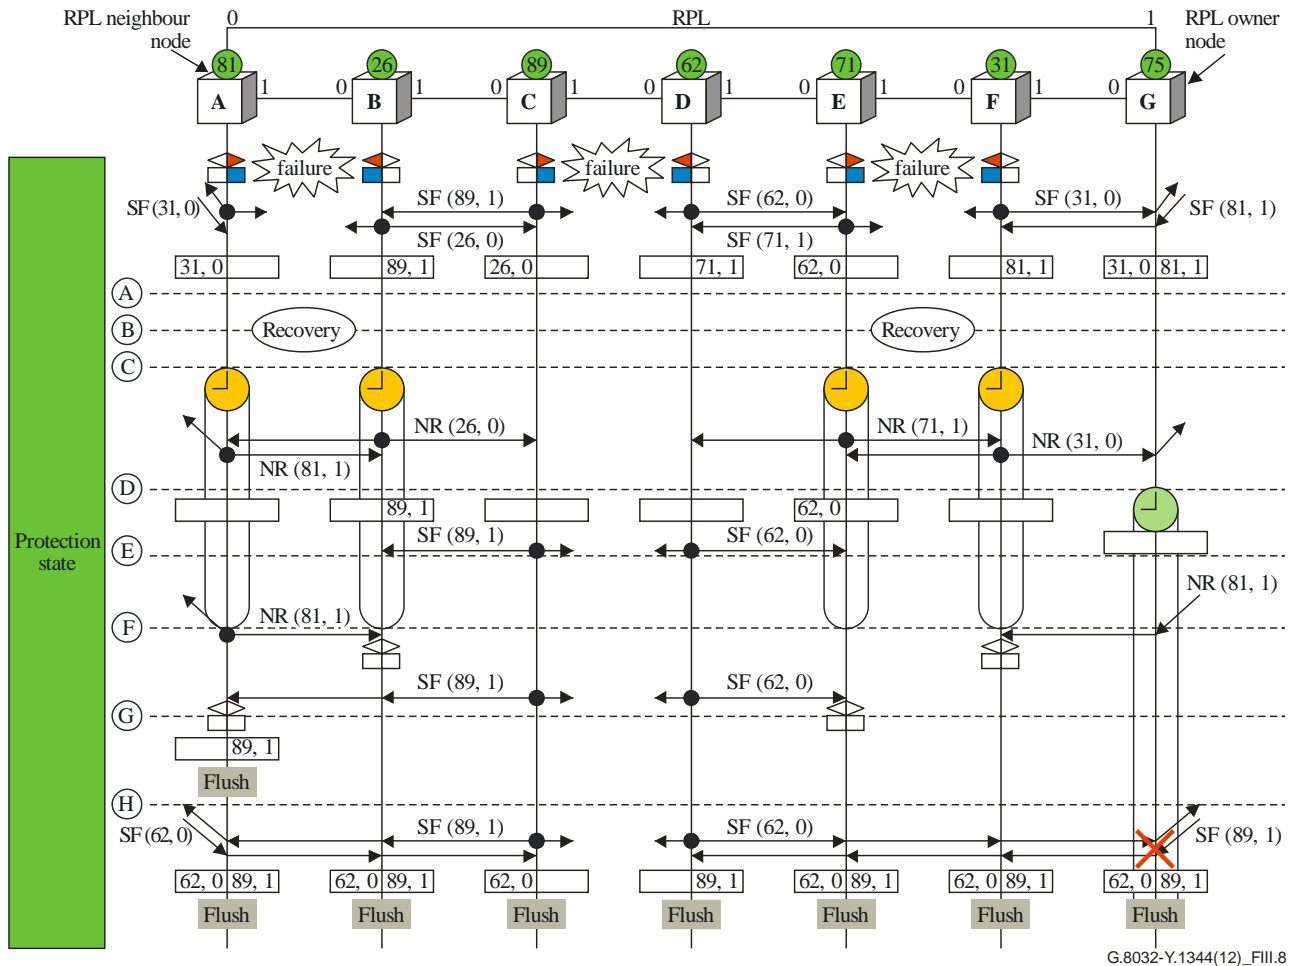 RPL neighbour
node
0
RPL
1
RPL owner
node
81
26
89
62
71
31
75
A
1
0
B
1
0
C
1
0
D
1
0
E
1
0
F
1
0
G
failure
failure
failure
SF (31, 0)
SF (89, 1)
SF (62, 0)
SF (31, 0)
SF (81, 1)
SF (26, 0)
SF (71, 1)
31, 0
89, 1
26, 0
71, 1
62, 0
81, 1
31, 0
81, 1
A
B
Recovery
Recovery
C
NR (26, 0)
NR (71, 1)
NR (81, 1)
NR (31, 0)
D
89, 1
62, 0
Protection
state
E
SF (89, 1)
SF (62, 0)
F
NR (81, 1)
NR (81, 1)
SF (89, 1)
SF (62, 0)
G
89, 1
Flush
H
SF (62, 0)
SF (89, 1)
SF (62, 0)
SF (89, 1)
62, 0
89, 1
62, 0
89, 1
62, 0
89, 1
62, 0
89, 1
62, 0
89, 1
62, 0
89, 1
Flush
Flush
Flush
Flush
Flush
Flush
Flush
G.8032-Y.1344(12)_FIII.8